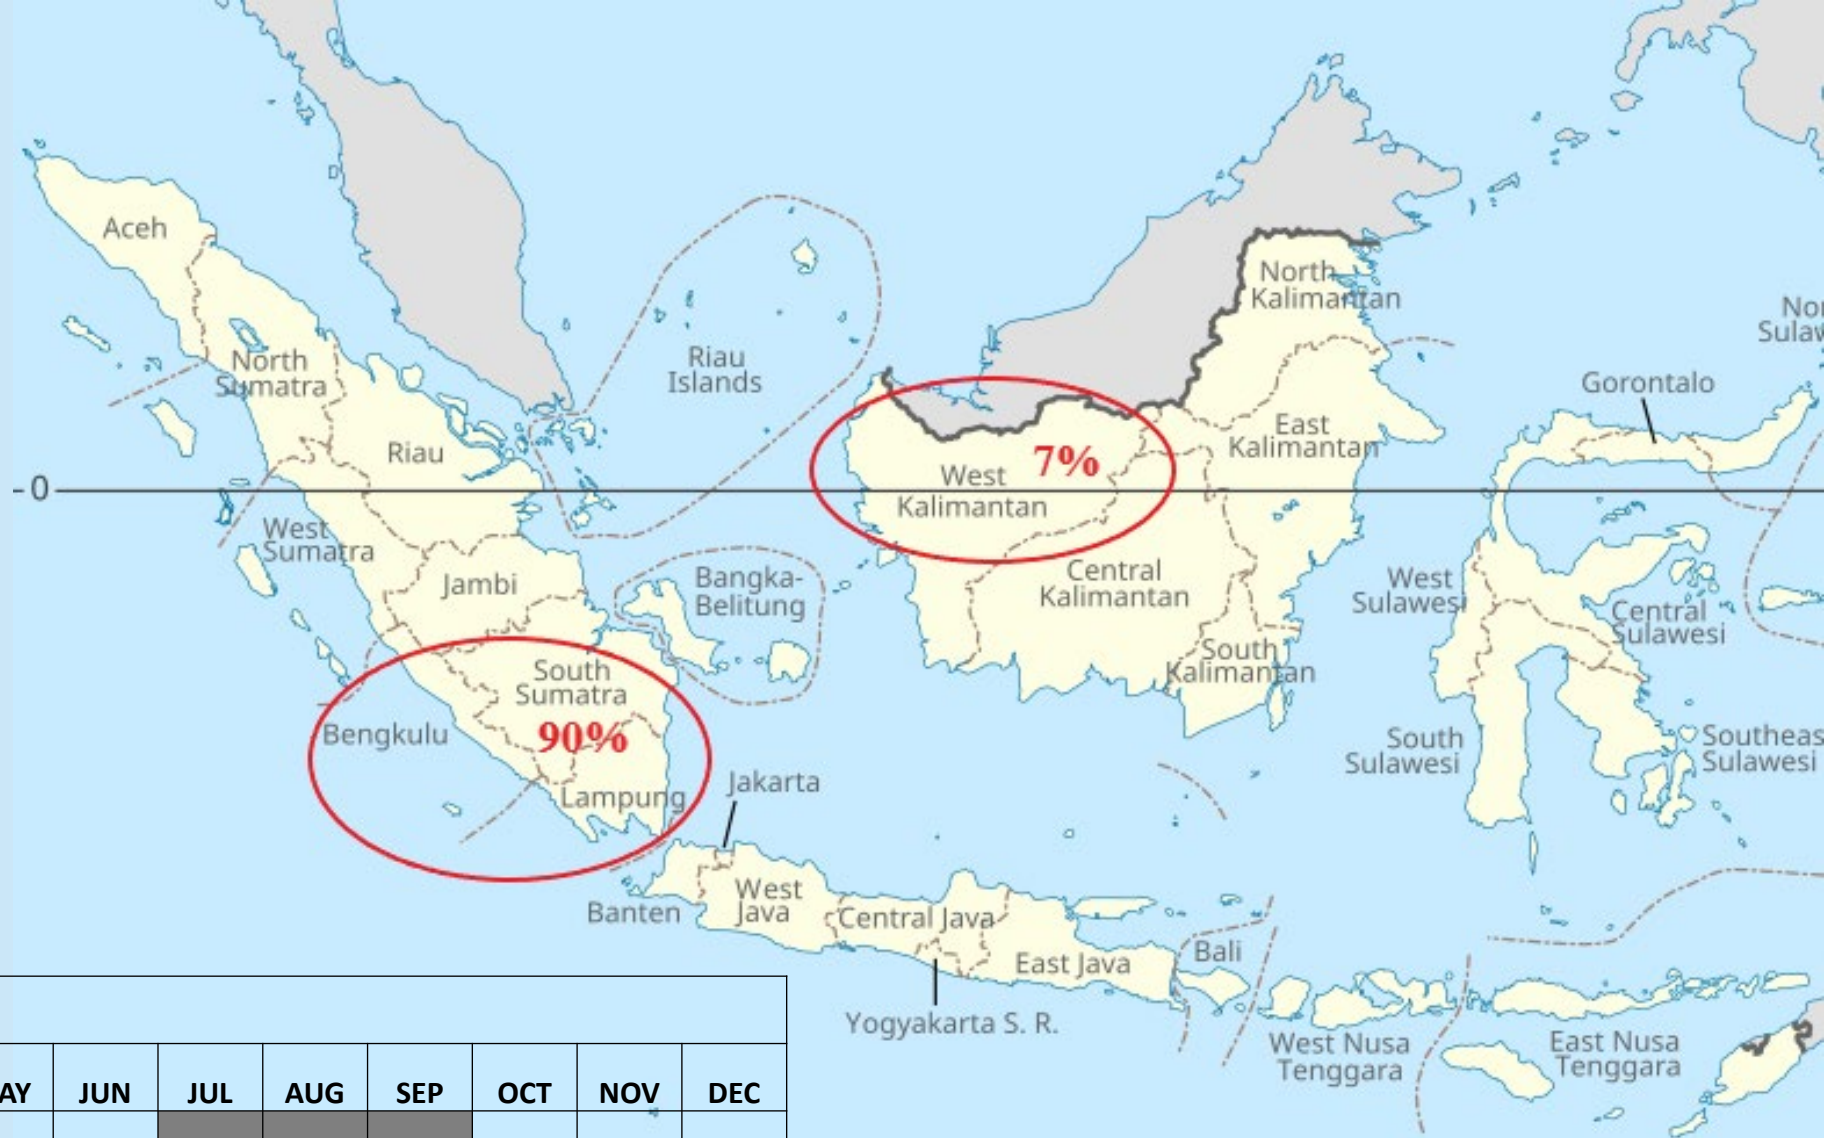 Aceh
North
Kalimantan
Nor
Sulaw
North
Sumatra
Riau
Islands
Gorontalo
Riau
East
Kalimantan
West
7%
Kalimantan
0
West
Sumatra
Jambi
Bangka-
Belitung
Central
Kalimantan
West
Sulawesi
Central
Sulawesi
South
Sumatra
90%
South
Kalimantan
Bengkulu
South
Sulawesi
Southeas
Sulawesi
Lampung
Jakarta
Banten
West
Java
Central Java
East Java
Bali
Yogyakarta S. R.
West Nusa
Tenggara
East Nusa
Tenggara
AY JUN JUL AUG SEP OCT NOV DEC